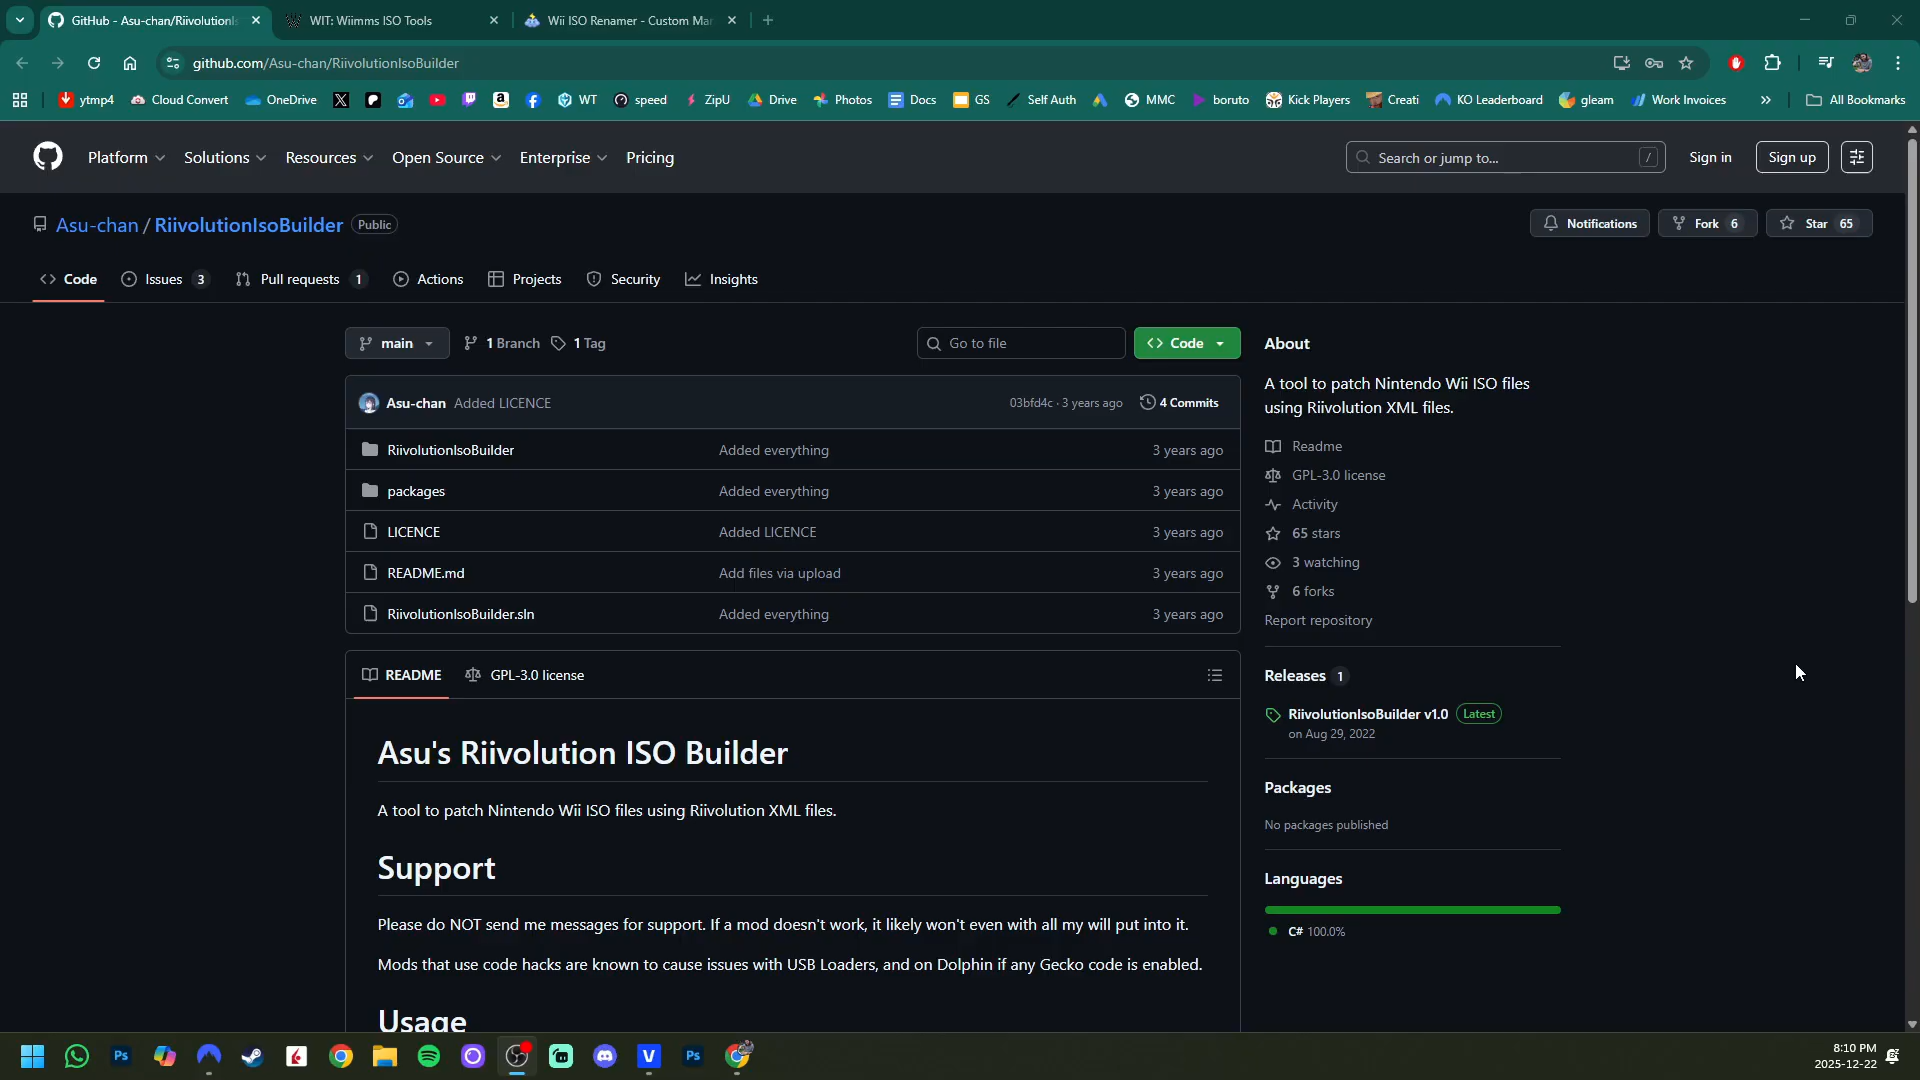 GitHub - Asu-chan/RiivolutionIs
WIT: Wiimms ISO Tools
Wii ISO Renamer - Custom Mar
github.com/Asu-chan/RiivolutionIsoBuilder
ytmp4
Cloud Convert
OneDrive
WT
speed
ZipU
Drive
Photos
Docs
GS
Self Auth
MMC
boruto
Kick Players
Creati
KO Leaderboard
gleam
Work Invoices
All Bookmarks
Platform
Solutions
Resources
Open Source
Enterprise
Pricing
Search or jump to...
/
Sign in
Sign up
Asu-chan / RiivolutionIsoBuilder
Public
Notifications
Fork 6
Star 65
Code
Issues 3
Pull requests 1
Actions
Projects
Security
Insights
main
1 Branch
1 Tag
Go to file
Code
Asu-chan Added LICENCE
03bfd4c · 3 years ago
4 Commits
RiivolutionIsoBuilder Added everything 3 years ago
packages Added everything 3 years ago
LICENCE Added LICENCE 3 years ago
README.md Add files via upload 3 years ago
RiivolutionIsoBuilder.sln Added everything 3 years ago
README
GPL-3.0 license
Asu's Riivolution ISO Builder
A tool to patch Nintendo Wii ISO files using Riivolution XML files.
Support
Please do NOT send me messages for support. If a mod doesn't work, it likely won't even with all my will put into it.
Mods that use code hacks are known to cause issues with USB Loaders, and on Dolphin if any Gecko code is enabled.
Usage
About
A tool to patch Nintendo Wii ISO files
using Riivolution XML files.
Readme
GPL-3.0 license
Activity
65 stars
3 watching
6 forks
Report repository
Releases 1
RiivolutionIsoBuilder v1.0 Latest
on Aug 29, 2022
Packages
No packages published
Languages
C# 100.0%
Ps
Ps
8:10 PM
2025-12-22